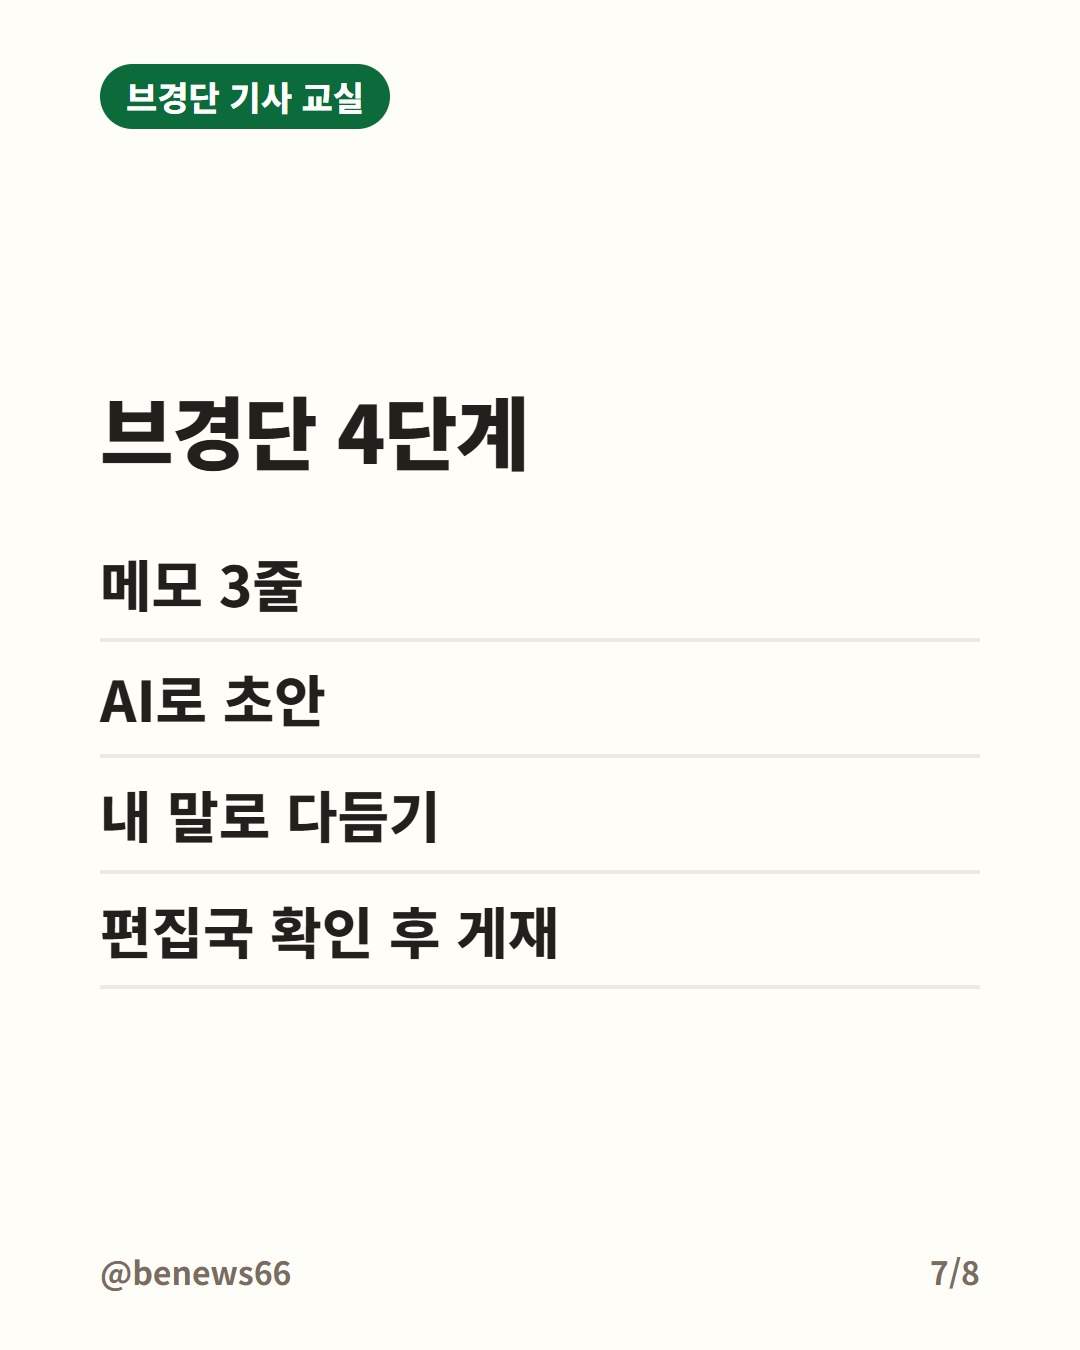 브경단 기사 교실
브경단 4단계
메모 3줄
AI로 초안
내 말로 다듬기
편집국 확인 후 게재
@benews66
7/8